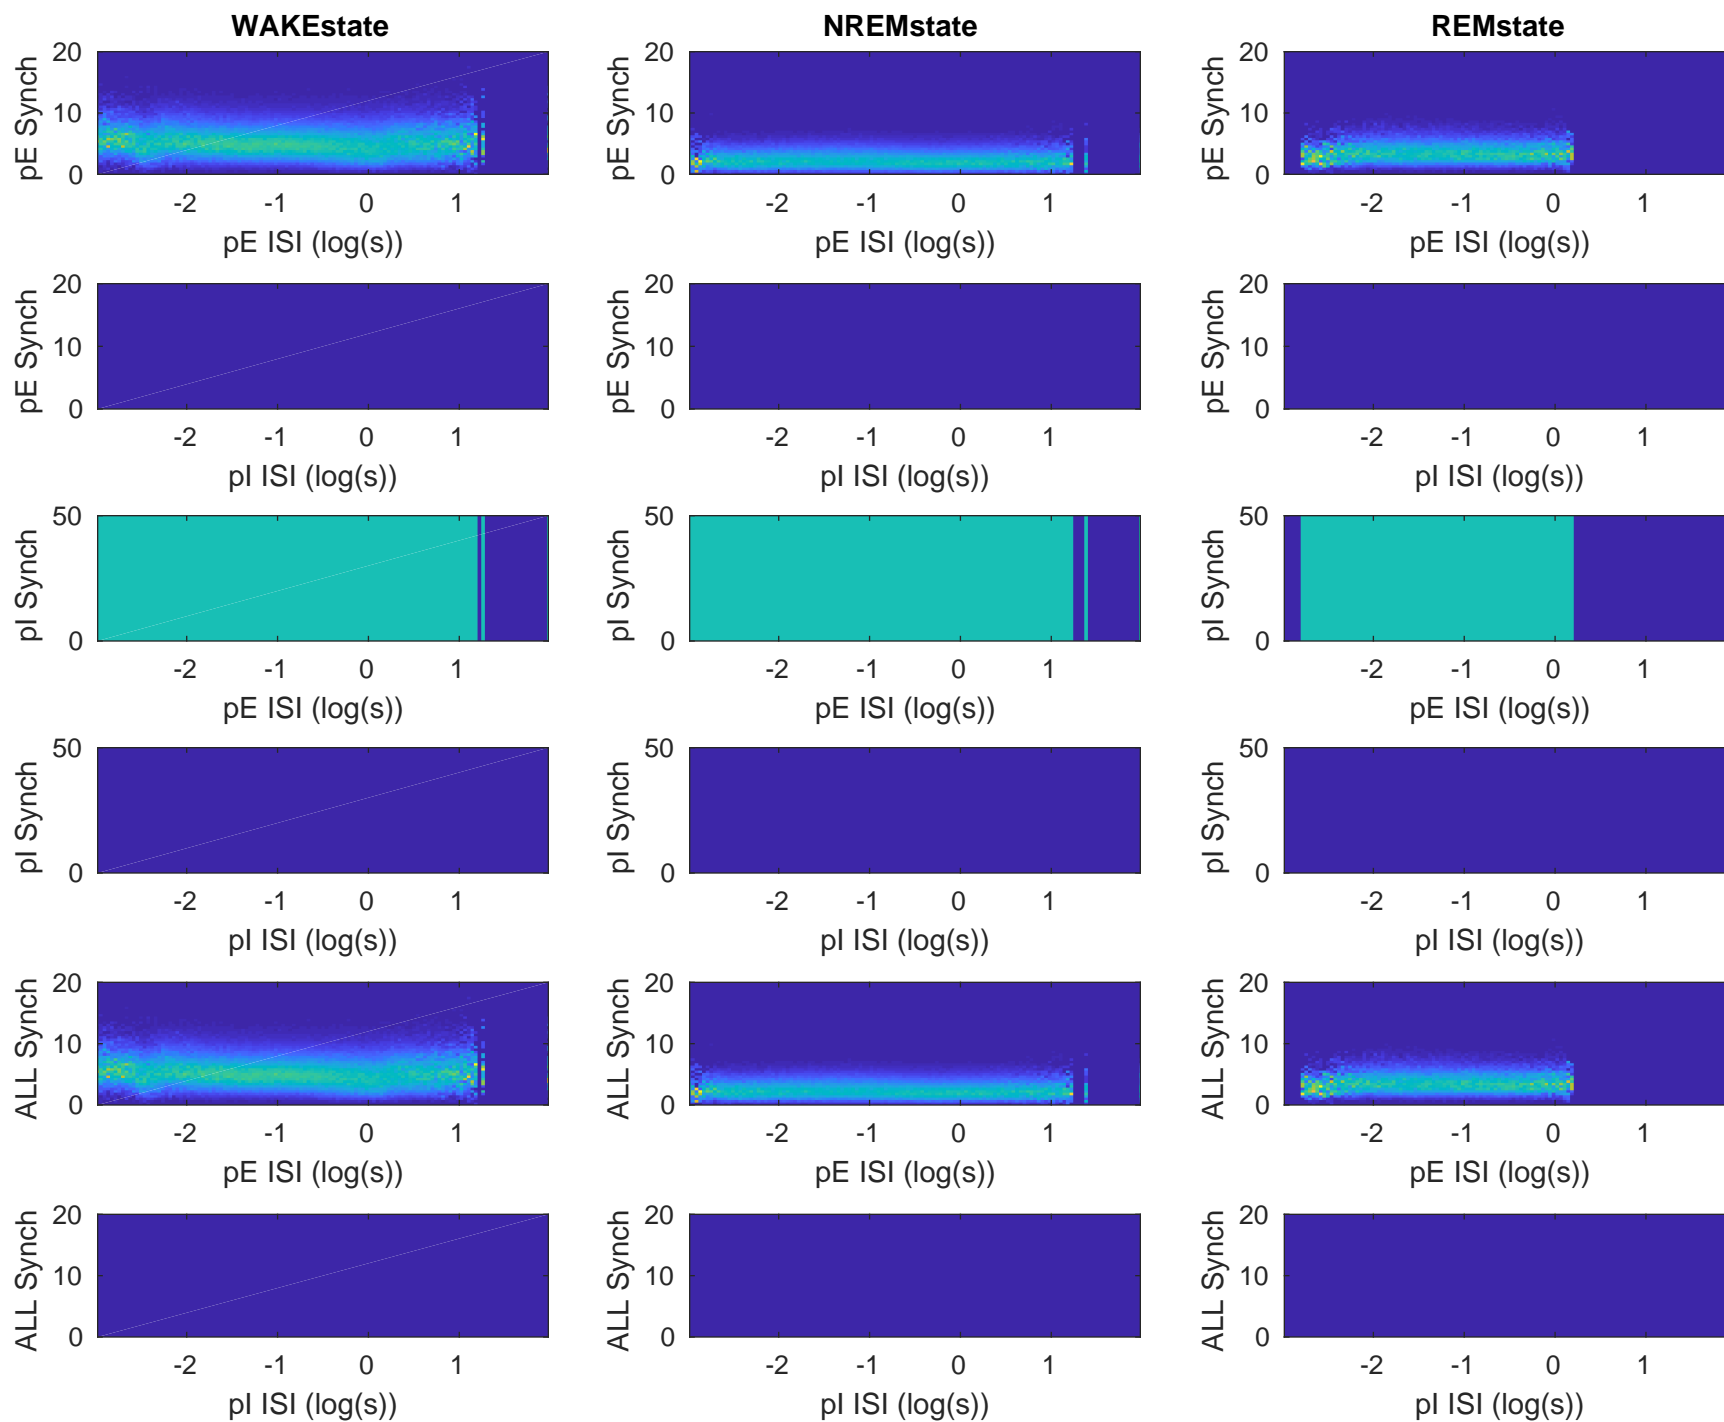 WAKEstate NREMstate REMstate
20 20 20
pE Synch pE Synch pE Synch
10 10 10
0 0 0
-2 -1 0 1 -2 -1 0 1 -2 -1 0 1
pE ISI (log(s)) pE ISI (log(s)) pE ISI (log(s))
20 20 20
pE Synch pE Synch pE Synch
10 10 10
0 0 0
-2 -1 0 1 -2 -1 0 1 -2 -1 0 1
pI ISI (log(s)) pI ISI (log(s)) pI ISI (log(s))
50 50 50
pI Synch pI Synch pI Synch
0 0 0
-2 -1 0 1 -2 -1 0 1 -2 -1 0 1
pE ISI (log(s)) pE ISI (log(s)) pE ISI (log(s))
50 50 50
pI Synch pI Synch pI Synch
0 0 0
-2 -1 0 1 -2 -1 0 1 -2 -1 0 1
pI ISI (log(s)) pI ISI (log(s)) pI ISI (log(s))
20 20 20
ALL Synch ALL Synch ALL Synch
10 10 10
0 0 0
-2 -1 0 1 -2 -1 0 1 -2 -1 0 1
pE ISI (log(s)) pE ISI (log(s)) pE ISI (log(s))
20 20 20
ALL Synch ALL Synch ALL Synch
10 10 10
0 0 0
-2 -1 0 1 -2 -1 0 1 -2 -1 0 1
pI ISI (log(s)) pI ISI (log(s)) pI ISI (log(s))